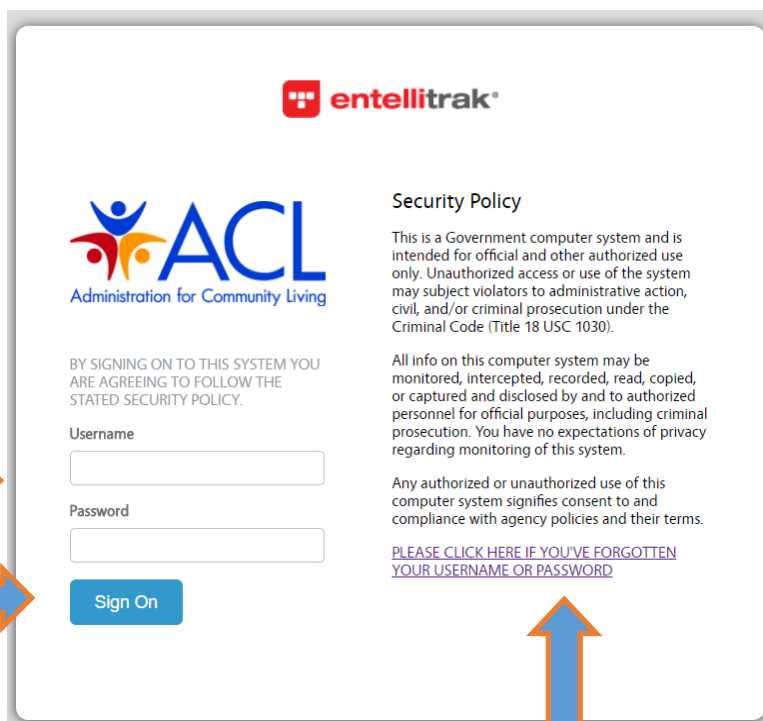 entellitrak
ACL
Administration for Community Living
BY SIGNING ON TO THIS SYSTEM YOU
ARE AGREEING TO FOLLOW THE
STATED SECURITY POLICY.
Username
Password
Sign On
Security Policy
This is a Government computer system and is
intended for official and other authorized use
only. Unauthorized access or use of the system
may subject violators to administrative action,
civil, and/or criminal prosecution under the
Criminal Code (Title 18 USC 1030).
All info on this computer system may be
monitored, intercepted, recorded, read, copied,
or captured and disclosed by and to authorized
personnel for official purposes, including criminal
prosecution. You have no expectations of privacy
regarding monitoring of this system.
Any authorized or unauthorized use of this
computer system signifies consent to and
compliance with agency policies and their terms.
PLEASE CLICK HERE IF YOU'VE FORGOTTEN
YOUR USERNAME OR PASSWORD